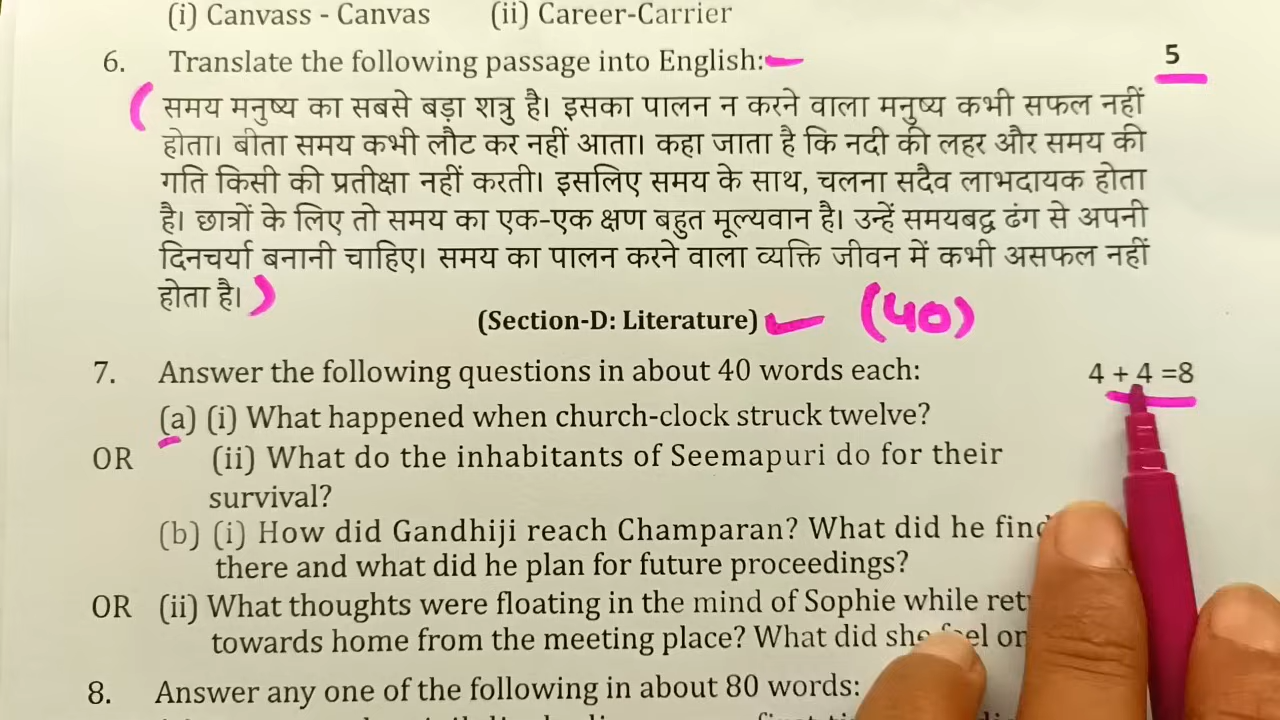 (i) Canvass - Canvas (ii) Career-Carrier
6. Translate the following passage into English: 5
समय मनुष्य का सबसे बड़ा शत्रु है। इसका पालन न करने वाला मनुष्य कभी सफल नहीं
होता। बीता समय कभी लौट कर नहीं आता। कहा जाता है कि नदी की लहर और समय की
गति किसी की प्रतीक्षा नहीं करती। इसलिए समय के साथ, चलना सदैव लाभदायक होता
है। छात्रों के लिए तो समय का एक-एक क्षण बहुत मूल्यवान है। उन्हें समयबद्ध ढंग से अपनी
दिनचर्या बनानी चाहिए। समय का पालन करने वाला व्यक्ति जीवन में कभी असफल नहीं
होता है।
(Section-D: Literature) (40)
7. Answer the following questions in about 40 words each: 4 + 4 =8
(a) (i) What happened when church-clock struck twelve?
OR (ii) What do the inhabitants of Seemapuri do for their
survival?
(b) (i) How did Gandhiji reach Champaran? What did he find
there and what did he plan for future proceedings?
OR (ii) What thoughts were floating in the mind of Sophie while
towards home from the meeting place? What did she feel on
8. Answer any one of the following in about 80 words: